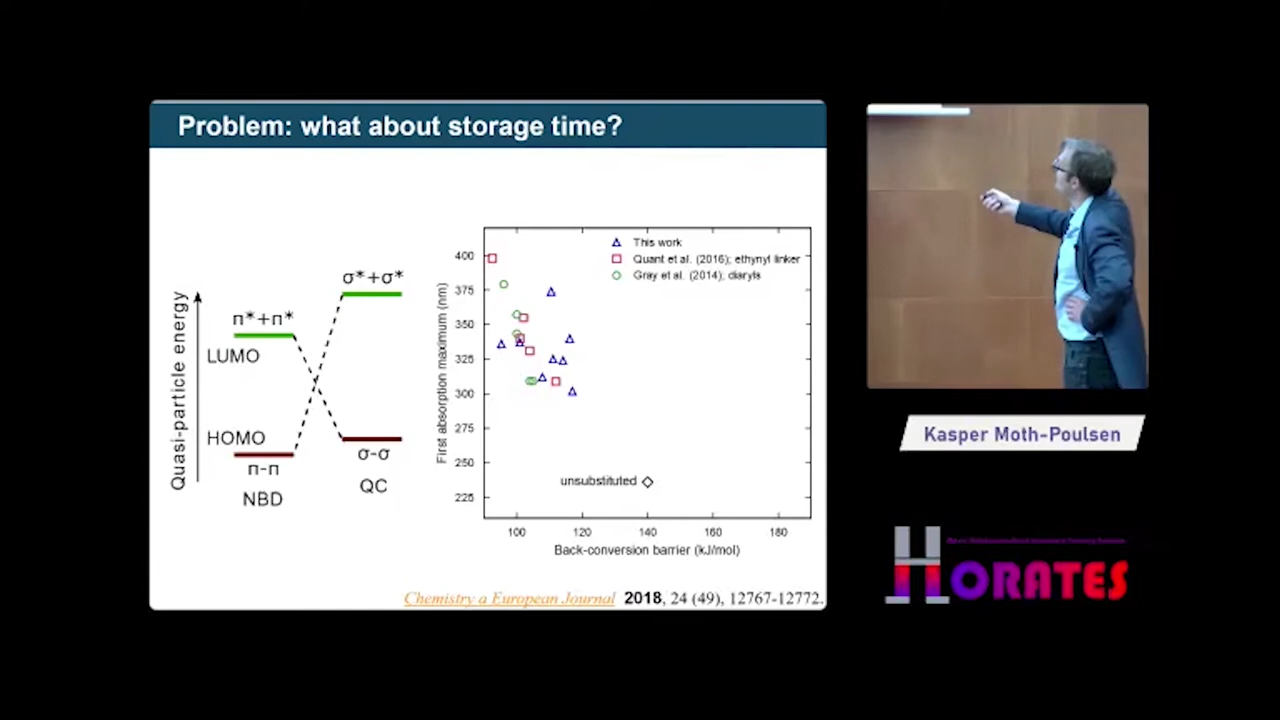 Problem: what about storage time?
Quasi-particle energy
σ*+σ*
π*+π*
LUMO
HOMO
π-π
σ-σ
NBD
QC
First absorption maximum (nm)
400
375
350
325
300
275
250
225
This work
Quant et al. (2016); ethynyl linker
Gray et al. (2014); diaryls
unsubstituted
100 120 140 160 180
Back-conversion barrier (kJ/mol)
Chemistry a European Journal 2018, 24 (49), 12767-12772.
Kasper Moth-Poulsen
HORATES